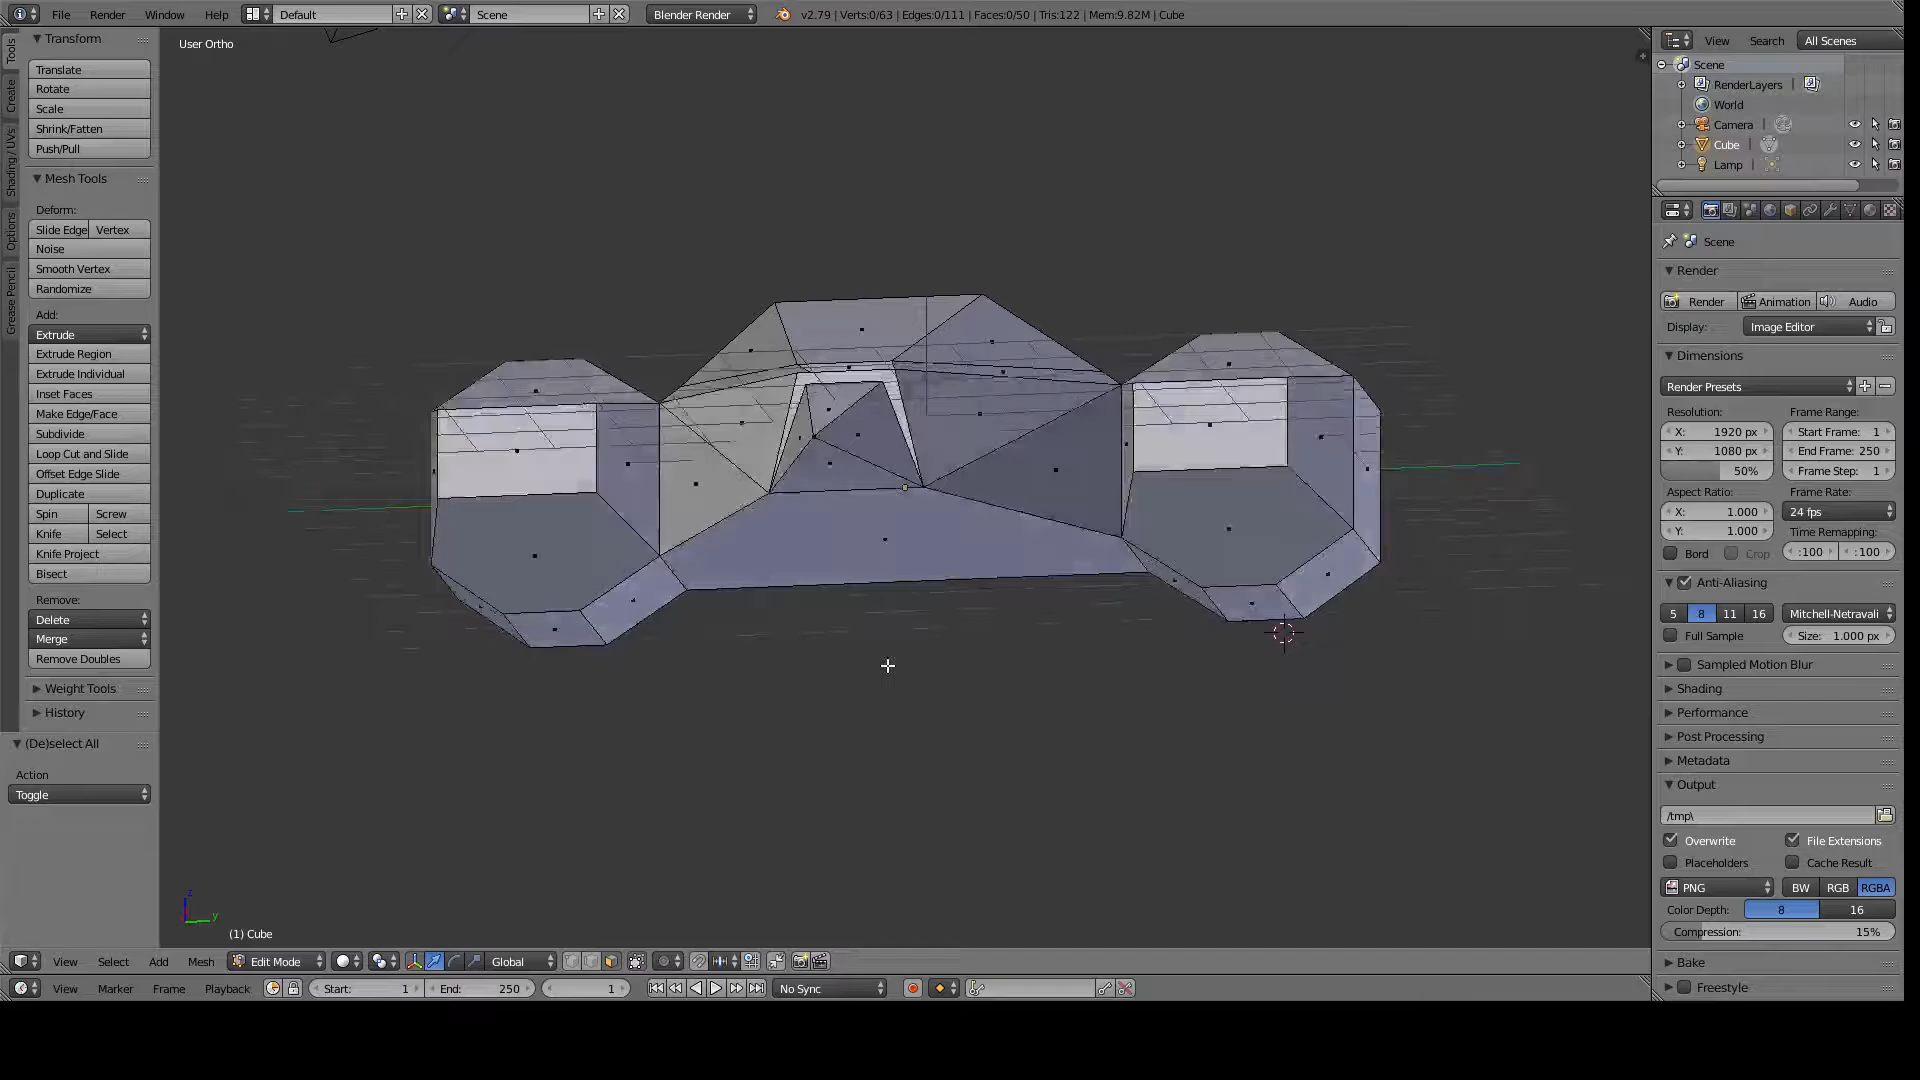 File Render Window Help Default Scene Blender Render v2.79 | Verts:0/63 | Edges:0/111 | Faces:0/50 | Tris:122 | Mem:9.82M | Cube
User Ortho
Tools
Create
Shading / UVs
Options
Grease Pencil
Transform
Translate
Rotate
Scale
Shrink/Fatten
Push/Pull
Mesh Tools
Deform:
Slide Edge Vertex
Noise
Smooth Vertex
Randomize
Add:
Extrude
Extrude Region
Extrude Individual
Inset Faces
Make Edge/Face
Subdivide
Loop Cut and Slide
Offset Edge Slide
Duplicate
Spin Screw
Knife Select
Knife Project
Bisect
Remove:
Delete
Merge
Remove Doubles
Weight Tools
History
(De)select All
Action
Toggle
z
y
(1) Cube
View Select Add Mesh Edit Mode Global
View Marker Frame Playback Start: 1 End: 250 1 No Sync
View Search All Scenes
Scene
RenderLayers |
World
Camera |
Cube |
Lamp |
Scene
Render
Render Animation Audio
Display: Image Editor
Dimensions
Render Presets
Resolution: Frame Range:
X: 1920 px Start Frame: 1
Y: 1080 px End Frame: 250
50% Frame Step: 1
Aspect Ratio: Frame Rate:
X: 1.000 24 fps
Y: 1.000 Time Remapping:
Bord Crop :100 :100
Anti-Aliasing
5 8 11 16 Mitchell-Netravali
Full Sample Size: 1.000 px
Sampled Motion Blur
Shading
Performance
Post Processing
Metadata
Output
/tmp\
Overwrite File Extensions
Placeholders Cache Result
PNG BW RGB RGBA
Color Depth: 8 16
Compression: 15%
Bake
Freestyle